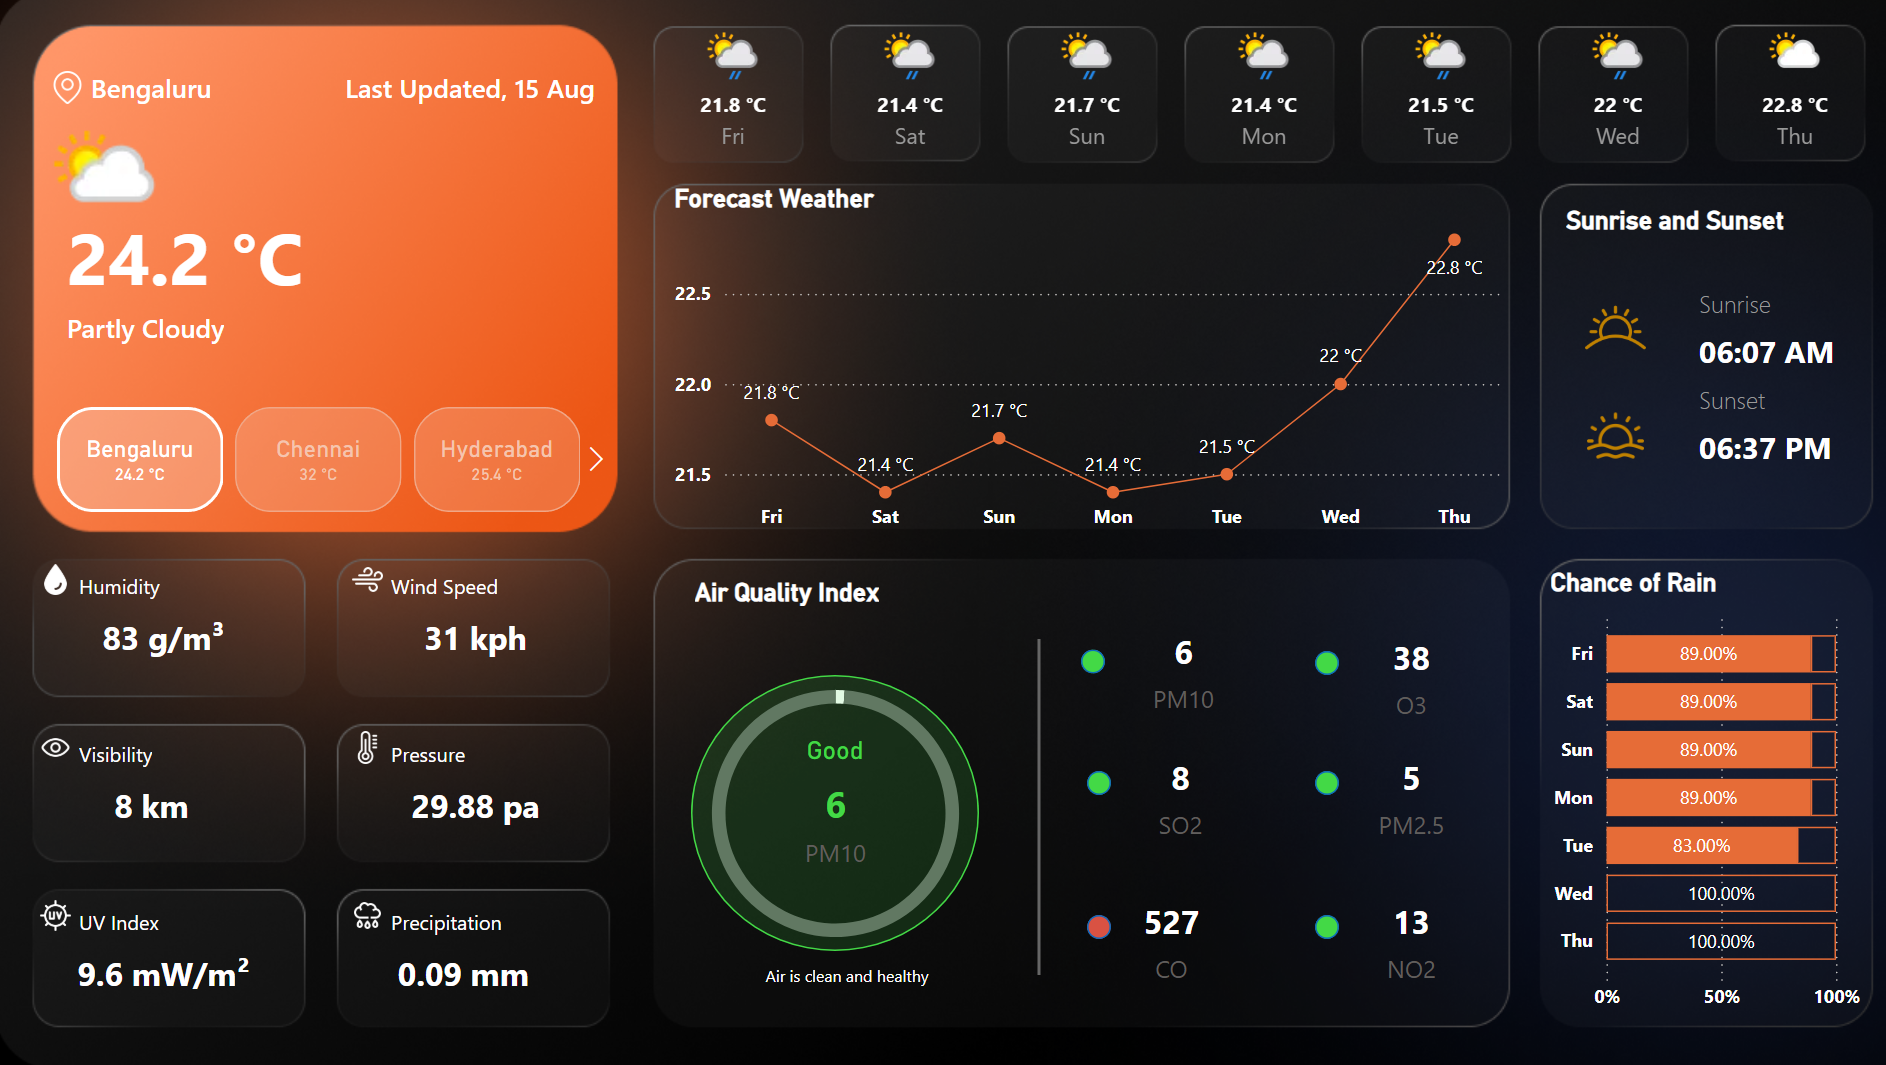 Bengaluru
Last Updated, 15 Aug
24.2 °C
Partly Cloudy
Bengaluru
24.2 °C
Chennai
32 °C
Hyderabad
25.4 °C
21.8 °C
Fri
21.4 °C
Sat
21.7 °C
Sun
21.4 °C
Mon
21.5 °C
Tue
22 °C
Wed
22.8 °C
Thu
Forecast Weather
22.5
22.0
21.5
21.8 °C
21.4 °C
21.7 °C
21.4 °C
21.5 °C
22 °C
22.8 °C
Fri
Sat
Sun
Mon
Tue
Wed
Thu
Sunrise and Sunset
Sunrise
06:07 AM
Sunset
06:37 PM
Humidity
83 g/m³
Wind Speed
31 kph
Visibility
8 km
Pressure
29.88 pa
UV
UV Index
9.6 mW/m²
Precipitation
0.09 mm
Air Quality Index
Good
6
PM10
Air is clean and healthy
6
PM10
38
O3
8
SO2
5
PM2.5
527
CO
13
NO2
Chance of Rain
Fri 89.00%
Sat 89.00%
Sun 89.00%
Mon 89.00%
Tue 83.00%
Wed 100.00%
Thu 100.00%
0% 50% 100%